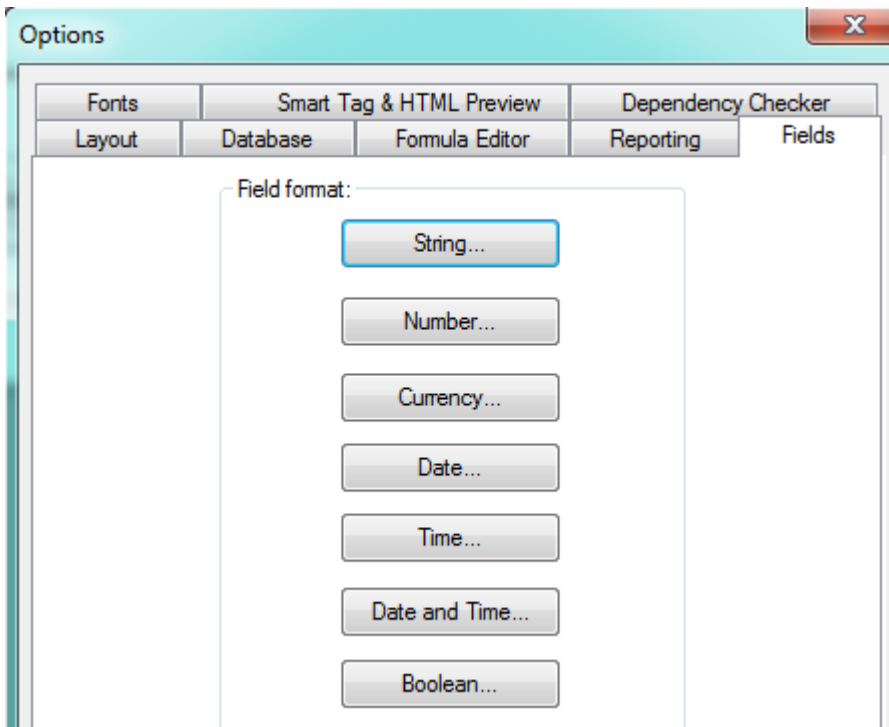 Options
Fonts Smart Tag & HTML Preview Dependency Checker
Layout Database Formula Editor Reporting Fields
Field format:
String...
Number...
Currency...
Date...
Time...
Date and Time...
Boolean...